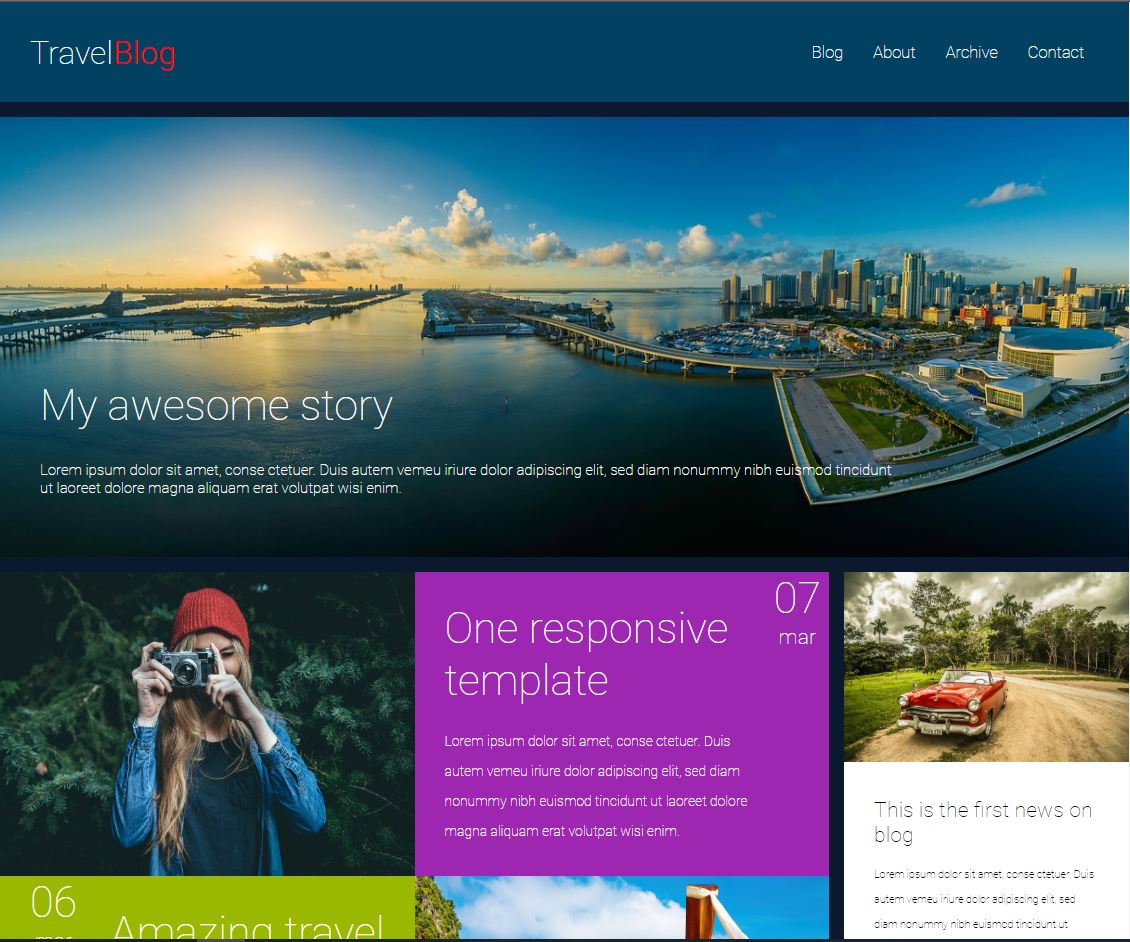 TravelBlog
Blog About Archive Contact
My awesome story
Lorem ipsum dolor sit amet, conse ctetuer. Duis autem vemeu iriure dolor adipiscing elit, sed diam nonummy nibh euismod tincidunt
ut laoreet dolore magna aliquam erat volutpat wisi enim.
One responsive
template
07
mar
Lorem ipsum dolor sit amet, conse ctetuer. Duis
autem vemeu iriure dolor adipiscing elit, sed diam
nonummy nibh euismod tincidunt ut laoreet dolore
magna aliquam erat volutpat wisi enim.
06
mar
Amazing travel
This is the first news on
blog
Lorem ipsum dolor sit amet, conse ctetuer. Duis
autem vemeu iriure dolor adipiscing elit, sed
diam nonummy nibh euismod tincidunt ut